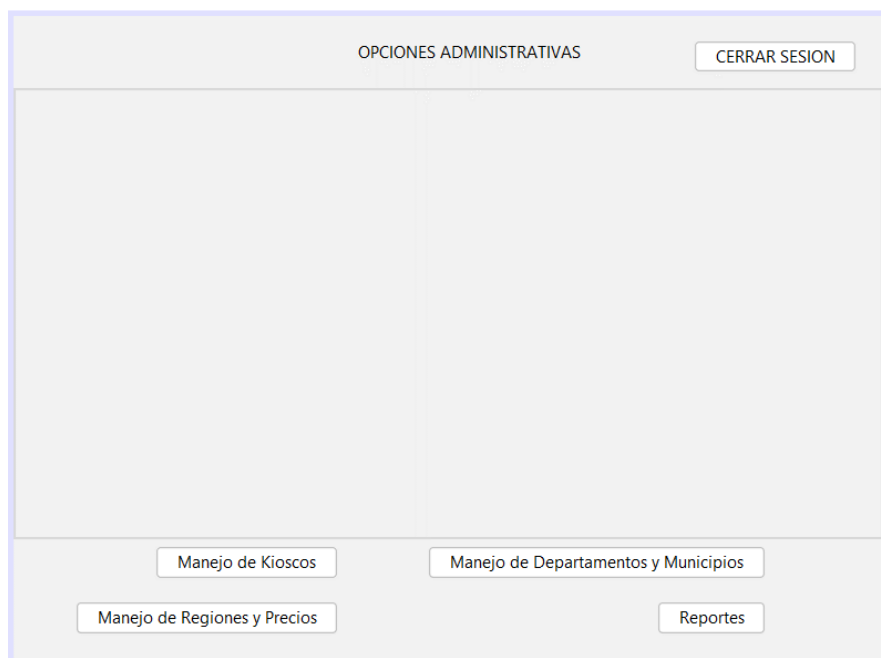 OPCIONES ADMINISTRATIVAS
CERRAR SESION
Manejo de Kioscos
Manejo de Departamentos y Municipios
Manejo de Regiones y Precios
Reportes